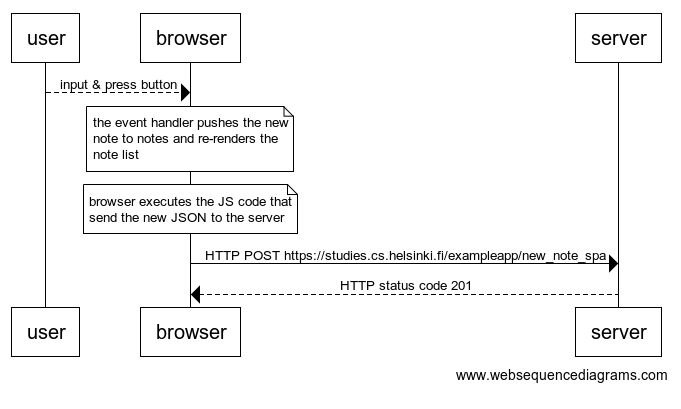 user
browser
server
input & press button
the event handler pushes the new
note to notes and re-renders the
note list
browser executes the JS code that
send the new JSON to the server
HTTP POST https://studies.cs.helsinki.fi/exampleapp/new_note_spa
HTTP status code 201
user
browser
server
www.websequencediagrams.com